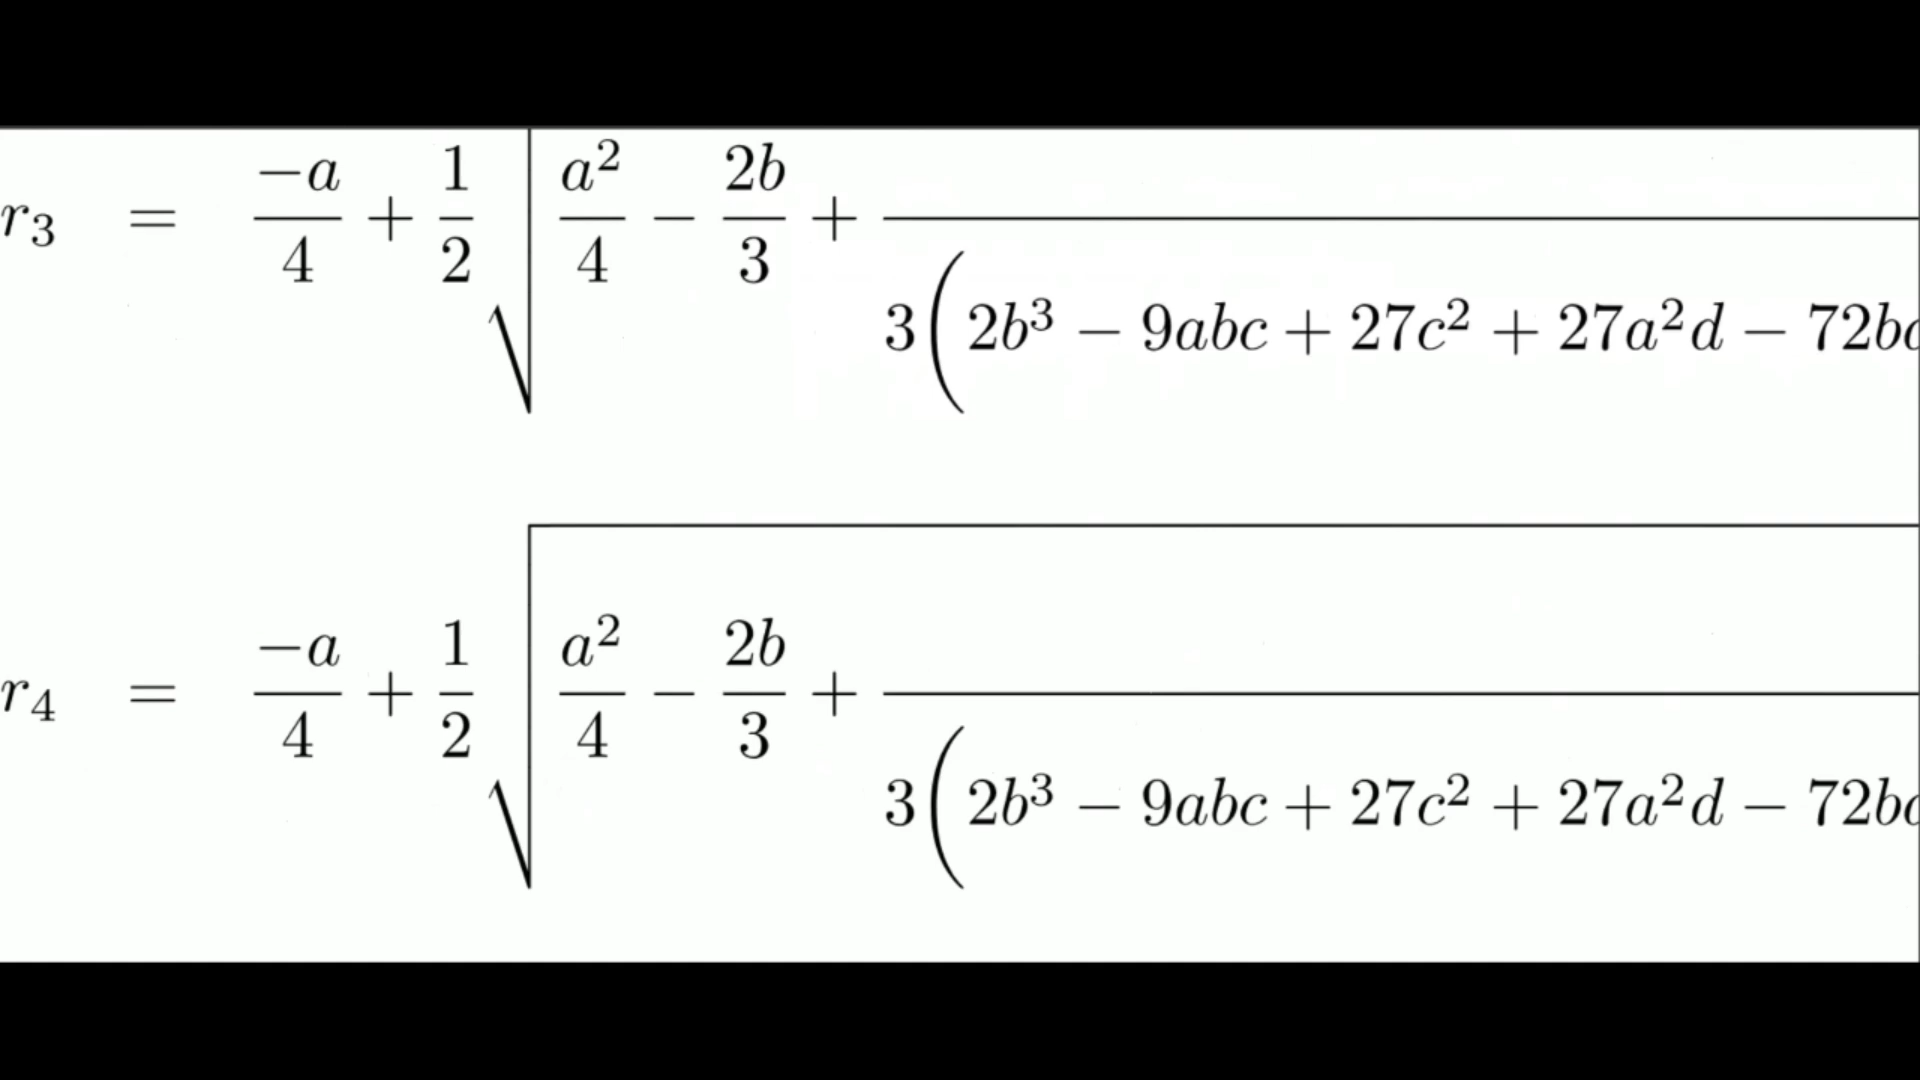 r₃ = −a/4 + 1/2 √ a²/4 − 2b/3 + /3(2b³ − 9abc + 27c² + 27a²d − 72b
r₄ = −a/4 + 1/2 √ a²/4 − 2b/3 + /3(2b³ − 9abc + 27c² + 27a²d − 72b